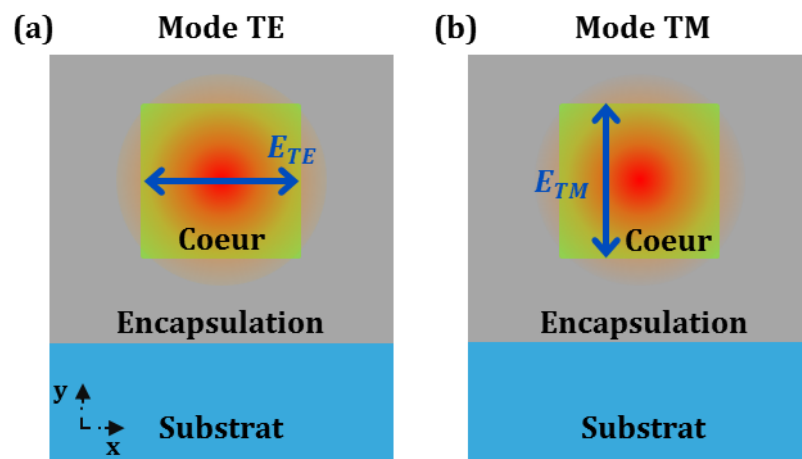 (a) Mode TE
E_TE
Coeur
Encapsulation
y
x
Substrat
(b) Mode TM
E_TM
Coeur
Encapsulation
Substrat